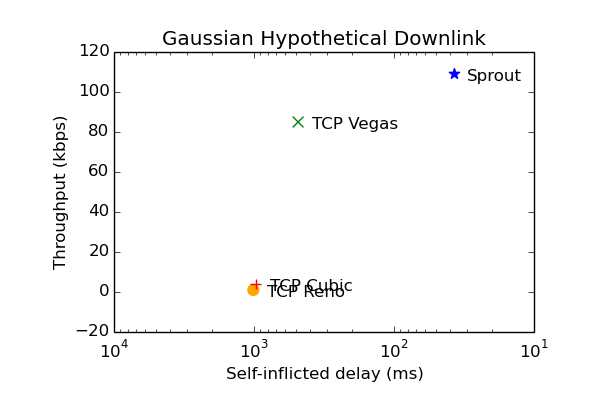 Gaussian Hypothetical Downlink
120
100
80
60
40
20
0
−20
Throughput (kbps)
Sprout
TCP Vegas
TCP Cubic
TCP Reno
10^4 10^3 10^2 10^1
Self-inflicted delay (ms)